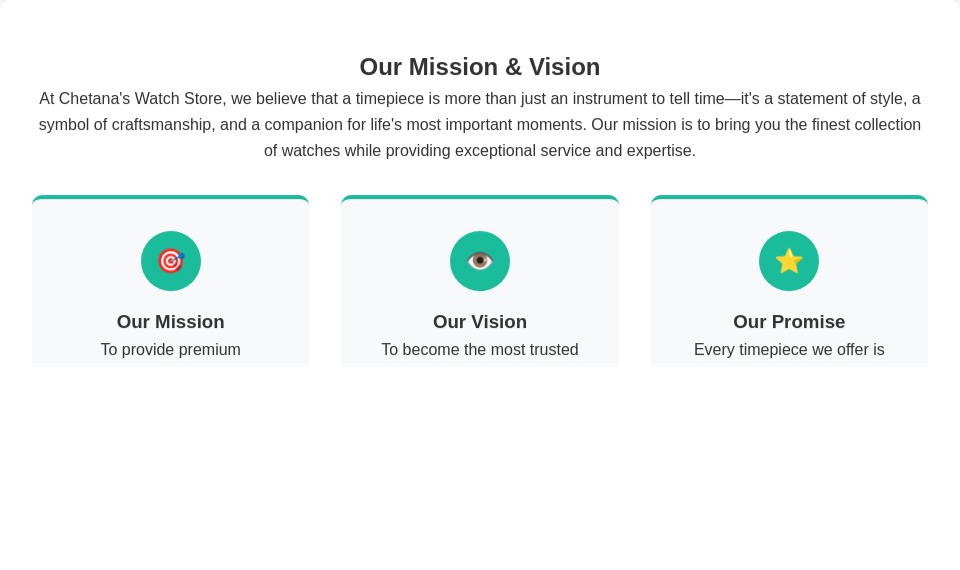 Our Mission & Vision
At Chetana's Watch Store, we believe that a timepiece is more than just an instrument to tell time—it's a statement of style, a
symbol of craftsmanship, and a companion for life's most important moments. Our mission is to bring you the finest collection
of watches while providing exceptional service and expertise.
Our Mission
To provide premium
Our Vision
To become the most trusted
Our Promise
Every timepiece we offer is